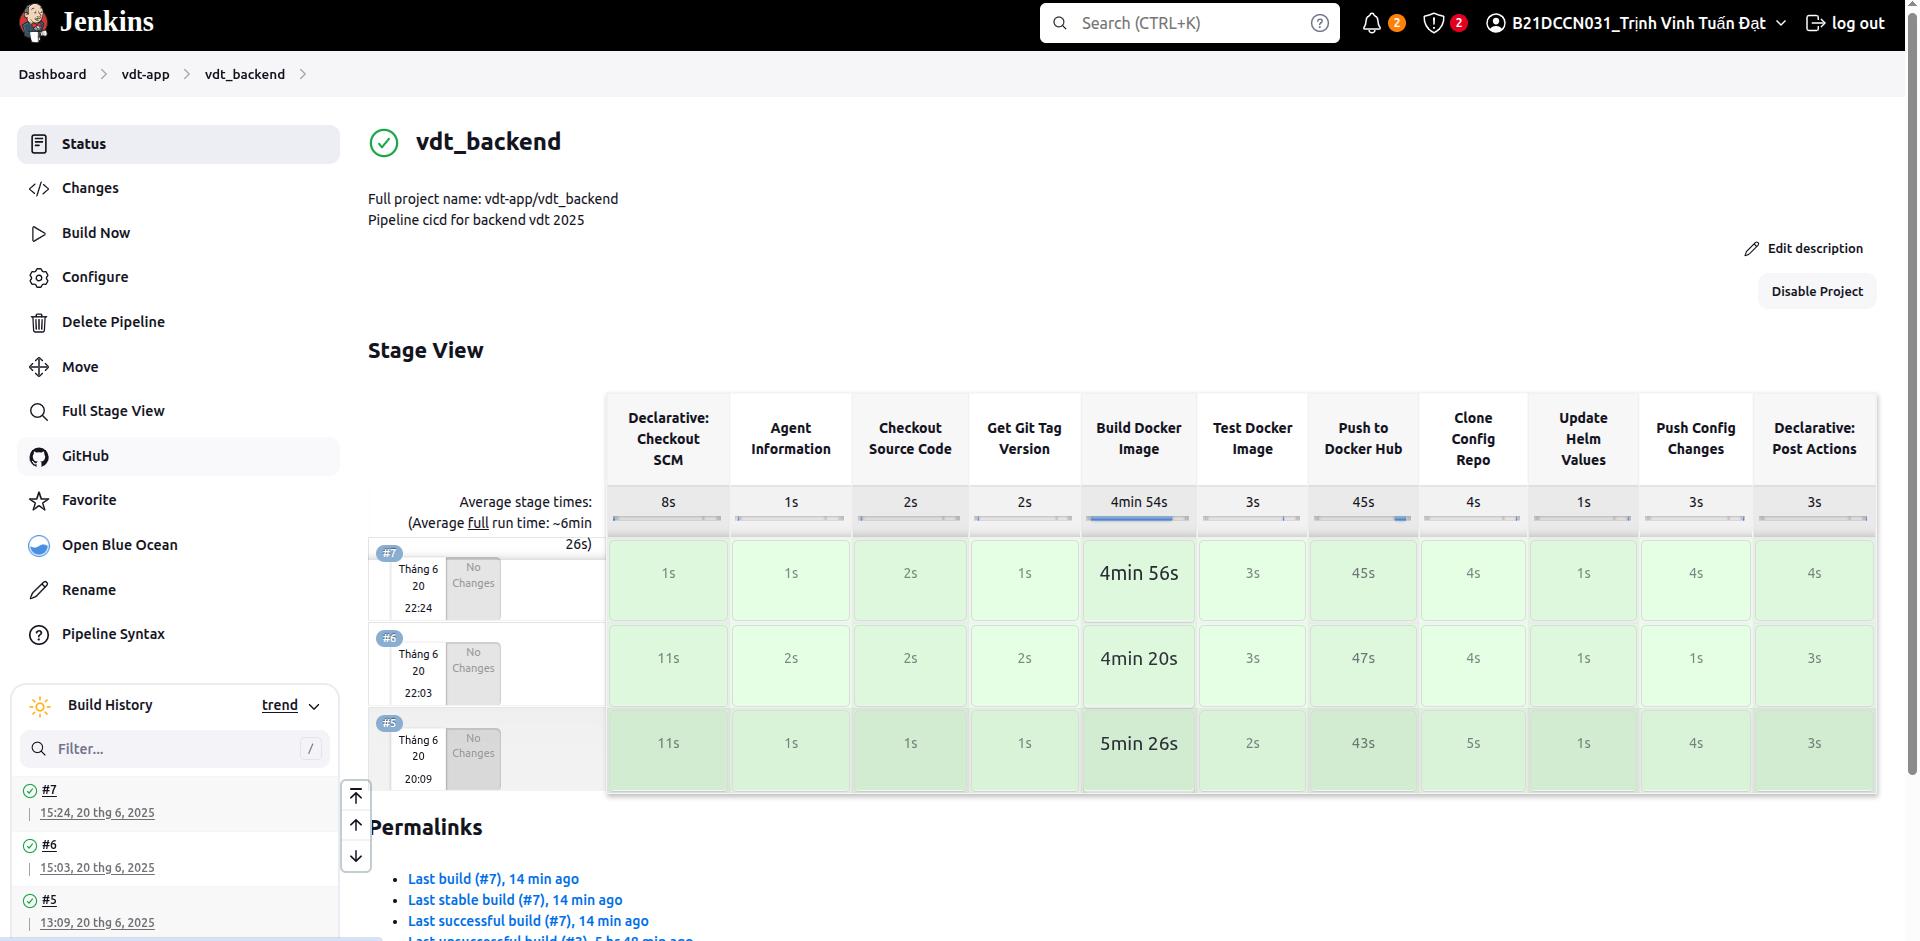 Jenkins
Search (CTRL+K)
2
2
B21DCCN031_Trịnh Vinh Tuấn Đạt
log out
Dashboard
vdt-app
vdt_backend
Status
Changes
Build Now
Configure
Delete Pipeline
Move
Full Stage View
GitHub
Favorite
Open Blue Ocean
Rename
Pipeline Syntax
Build History
trend
Filter...
/
#7
15:24, 20 thg 6, 2025
#6
15:03, 20 thg 6, 2025
#5
13:09, 20 thg 6, 2025
vdt_backend
Full project name: vdt-app/vdt_backend
Pipeline cicd for backend vdt 2025
Edit description
Disable Project
Stage View
Declarative: Checkout SCM
Agent Information
Checkout Source Code
Get Git Tag Version
Build Docker Image
Test Docker Image
Push to Docker Hub
Clone Config Repo
Update Helm Values
Push Config Changes
Declarative: Post Actions
Average stage times:
(Average full run time: ~6min
26s)
8s 1s 2s 2s 4min 54s 3s 45s 4s 1s 3s 3s
#7
Tháng 6
20
22:24
No
Changes
1s 1s 2s 1s 4min 56s 3s 45s 4s 1s 4s 4s
#6
Tháng 6
20
22:03
No
Changes
11s 2s 2s 2s 4min 20s 3s 47s 4s 1s 1s 3s
#5
Tháng 6
20
20:09
No
Changes
11s 1s 1s 1s 5min 26s 2s 43s 5s 1s 4s 3s
Permalinks
Last build (#7), 14 min ago
Last stable build (#7), 14 min ago
Last successful build (#7), 14 min ago
Last unsuccessful build (#3), 5 hr 48 min ago